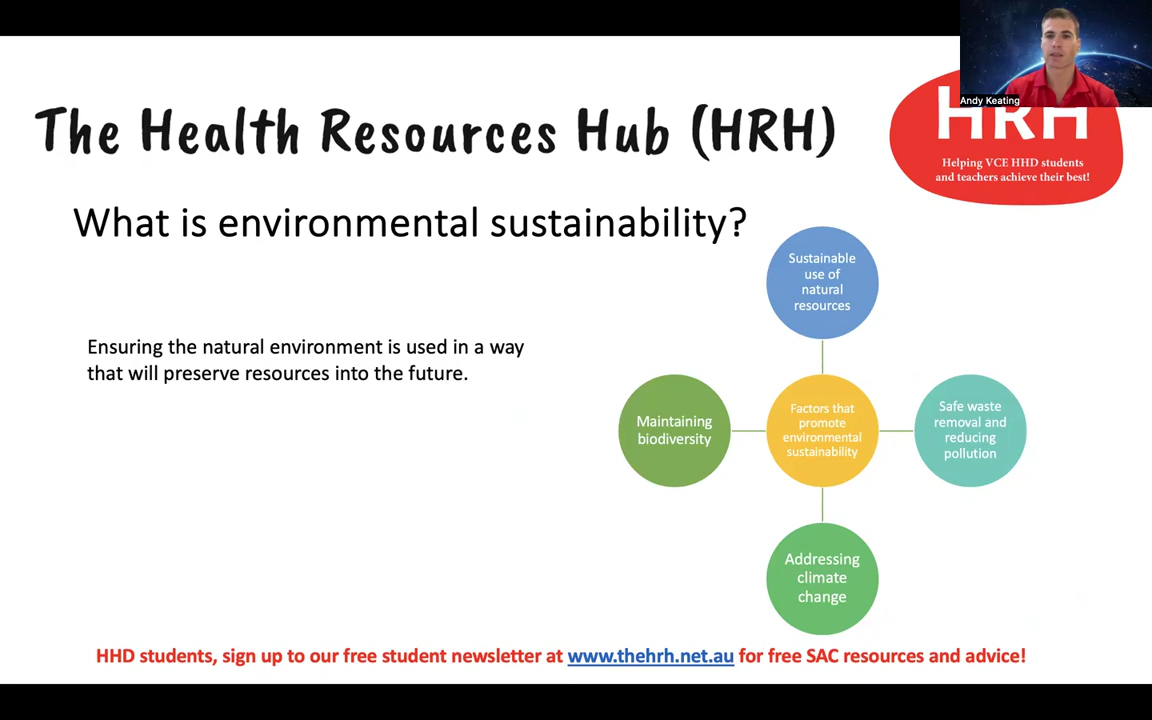 Andy Keating
The Health Resources Hub (HRH)
HRH
Helping VCE HHD students
and teachers achieve their best!
What is environmental sustainability?
Ensuring the natural environment is used in a way
that will preserve resources into the future.
Sustainable
use of
natural
resources
Maintaining
biodiversity
Factors that
promote
environmental
sustainability
Safe waste
removal and
reducing
pollution
Addressing
climate
change
HHD students, sign up to our free student newsletter at www.thehrh.net.au for free SAC resources and advice!